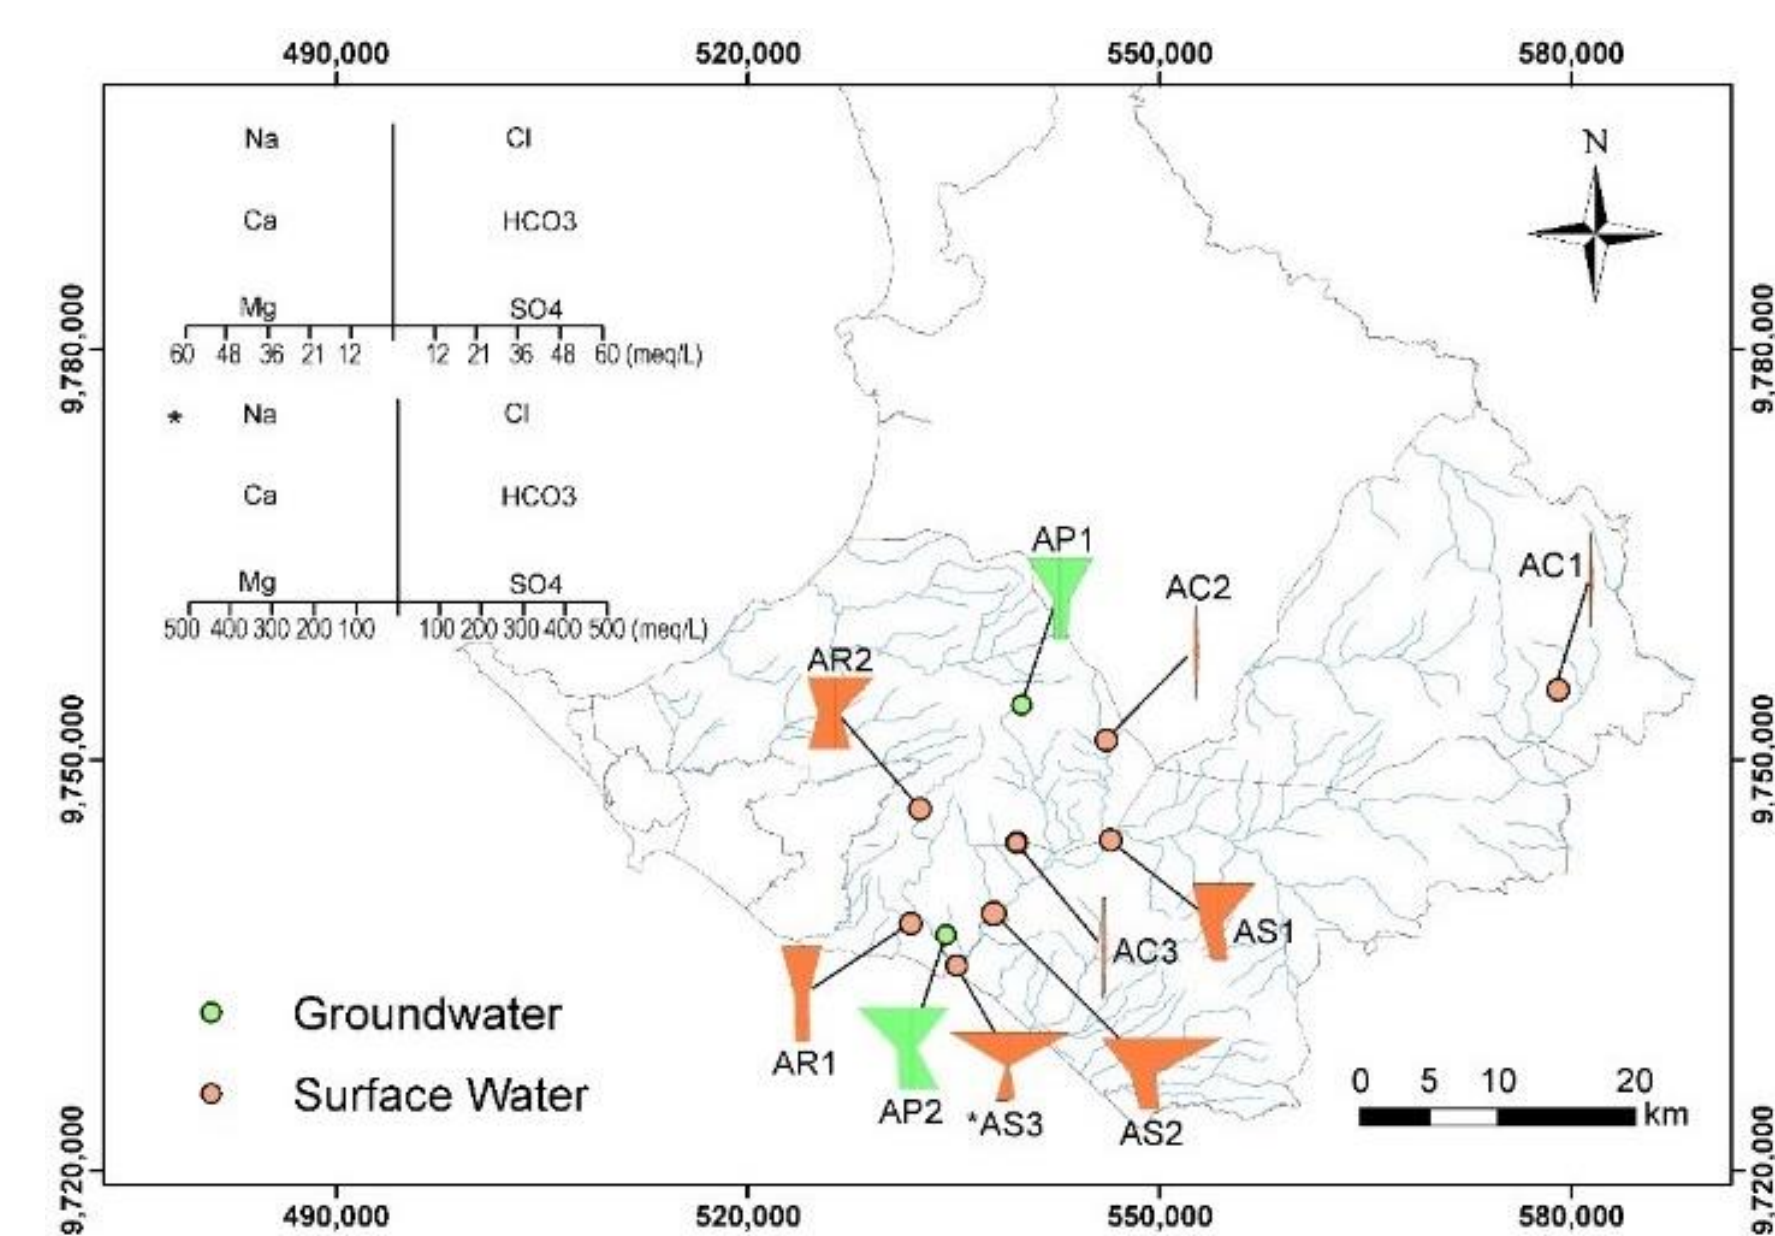 490,000 520,000 550,000 580,000
N
Na Cl
Ca HCO3
Mg SO4
60 48 36 21 12 12 21 36 48 60 (meq/L)
* Na Cl
Ca HCO3
Mg SO4
500 400 300 200 100 100 200 300 400 500 (meq/L)
9,780,000 9,780,000
AP1
AC1
AC2
AR2
9,750,000 9,750,000
AS1
AC3
Groundwater
AR1
Surface Water
AP2
*AS3
AS2
0 5 10 20
km
9,720,000 9,720,000
490,000 520,000 550,000 580,000